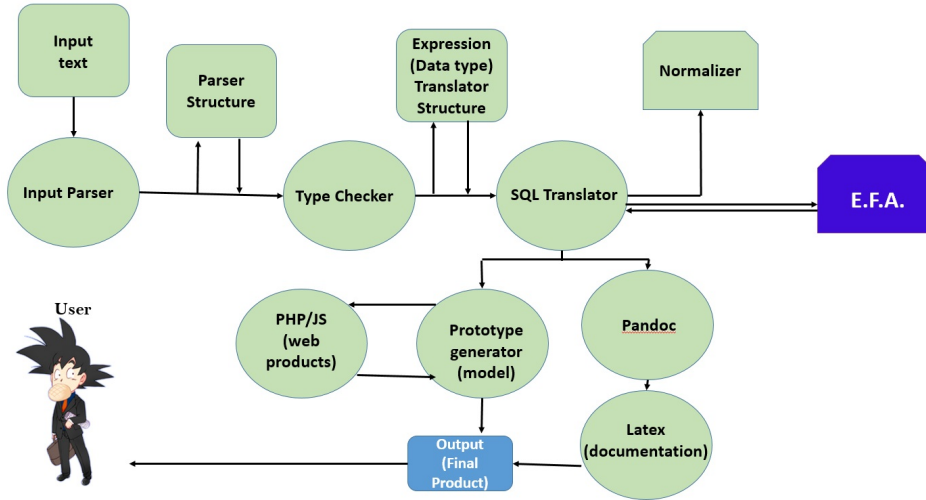 Input
text
Parser
Structure
Expression
(Data type)
Translator
Structure
Normalizer
Input Parser
Type Checker
SQL Translator
E.F.A.
User
PHP/JS
(web
products)
Prototype
generator
(model)
Pandoc
Latex
(documentation)
Output
(Final
Product)